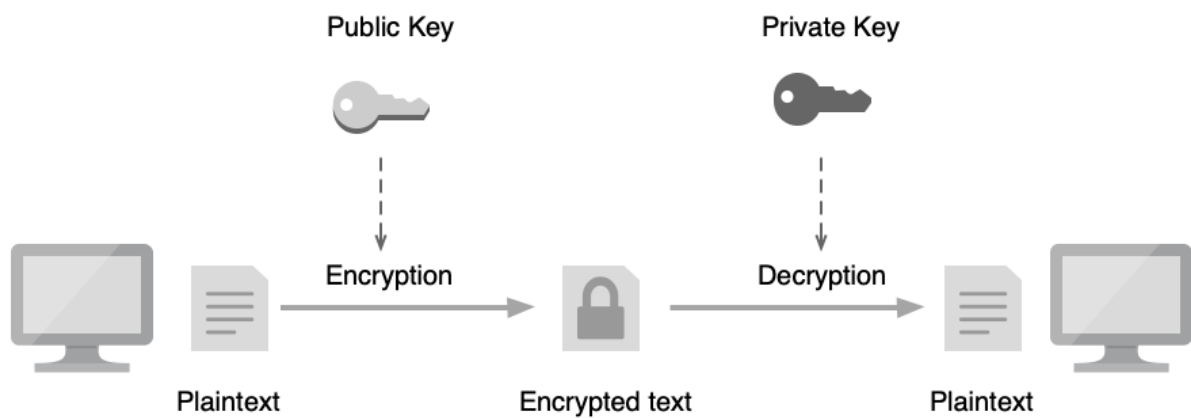 Public Key
Private Key
Encryption
Decryption
Plaintext
Encrypted text
Plaintext